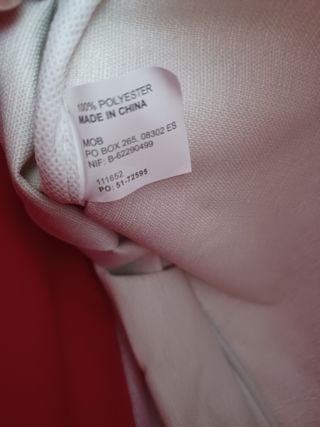 100% POLYESTER
MADE IN CHINA
MOB
PO BOX 265, 08302 ES
NIF: B-62290499
111652
PO: 51-72595